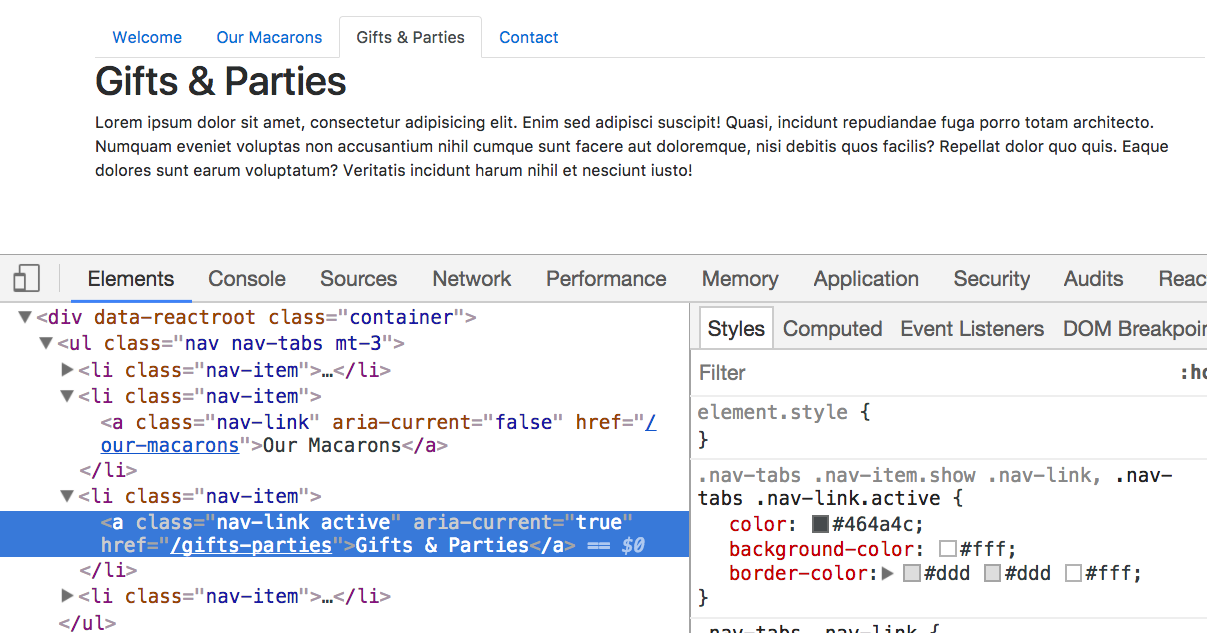 Welcome Our Macarons Gifts & Parties Contact
Gifts & Parties
Lorem ipsum dolor sit amet, consectetur adipisicing elit. Enim sed adipisci suscipit! Quasi, incidunt repudiandae fuga porro totam architecto.
Numquam eveniet voluptas non accusantium nihil cumque sunt facere aut doloremque, nisi debitis quos facilis? Repellat dolor quo quis. Eaque
dolores sunt earum voluptatum? Veritatis incidunt harum nihil et nesciunt iusto!
Elements Console Sources Network Performance Memory Application Security Audits Reac
▼<div data-reactroot class="container">
▼<ul class="nav nav-tabs mt-3">
▶<li class="nav-item">…</li>
▼<li class="nav-item">
<a class="nav-link" aria-current="false" href="/
our-macarons">Our Macarons</a>
</li>
▼<li class="nav-item">
<a class="nav-link active" aria-current="true"
href="/gifts-parties">Gifts & Parties</a> == $0
</li>
▶<li class="nav-item">…</li>
</ul>
Styles Computed Event Listeners DOM Breakpoin
Filter :ho
element.style {
}
.nav-tabs .nav-item.show .nav-link, .nav-
tabs .nav-link.active {
color: #464a4c;
background-color: #fff;
border-color:▶ #ddd #ddd #fff;
}
.nav-tabs .nav-link {